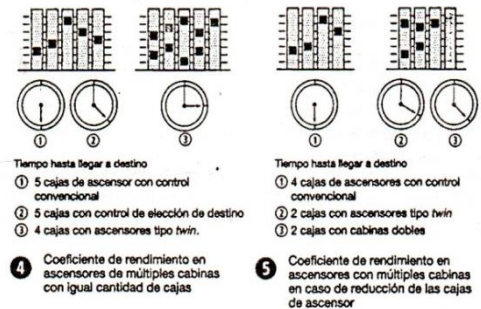 ① ② ③
Tiempo hasta llegar a destino
① 5 cajas de ascensor con control
convencional
② 5 cajas con control de elección de destino
③ 4 cajas con ascensores tipo twin.
4 Coeficiente de rendimiento en
ascensores de múltiples cabinas
con igual cantidad de cajas
① ② ③
Tiempo hasta llegar a destino
① 4 cajas de ascensores con control
convencional
② 2 cajas con ascensores tipo twin
③ 2 cajas con cabinas dobles
5 Coeficiente de rendimiento en
ascensores con múltiples cabinas
en caso de reducción de las cajas
de ascensor